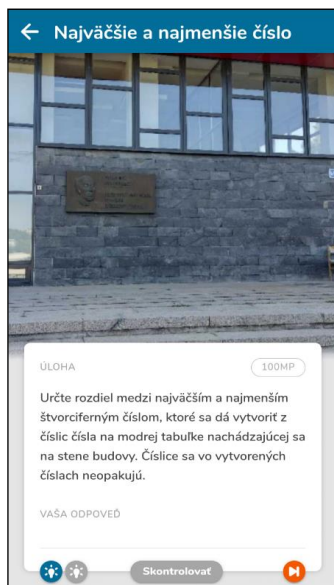 Najväčšie a najmenšie číslo
ÚLOHA
100MP
Určte rozdiel medzi najväčším a najmenším
štvorciferným číslom, ktoré sa dá vytvoriť z
číslic čísla na modrej tabuľke nachádzajúcej sa
na stene budovy. Číslice sa vo vytvorených
číslach neopakujú.
VAŠA ODPOVEĎ
Skontrolovať